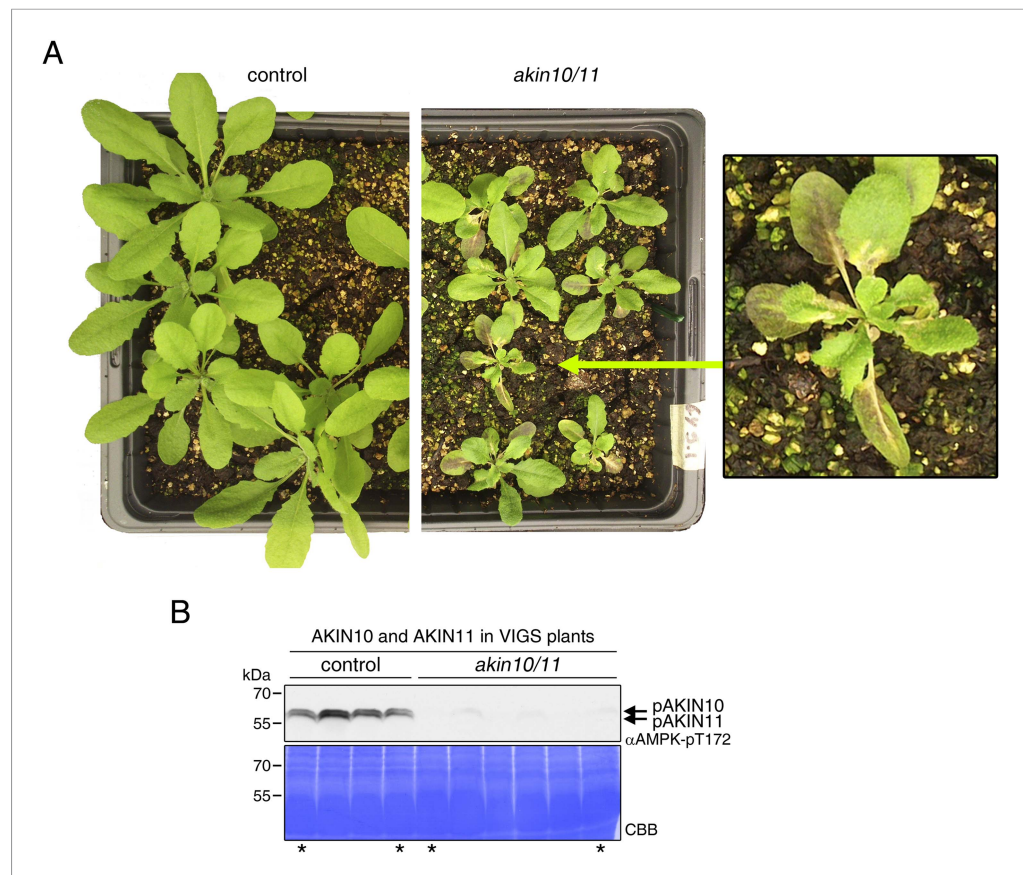 A
control
akin10/11
B
AKIN10 and AKIN11 in VIGS plants
control
akin10/11
kDa
70
55
pAKIN10
pAKIN11
αAMPK-pT172
70
55
CBB
* * * *